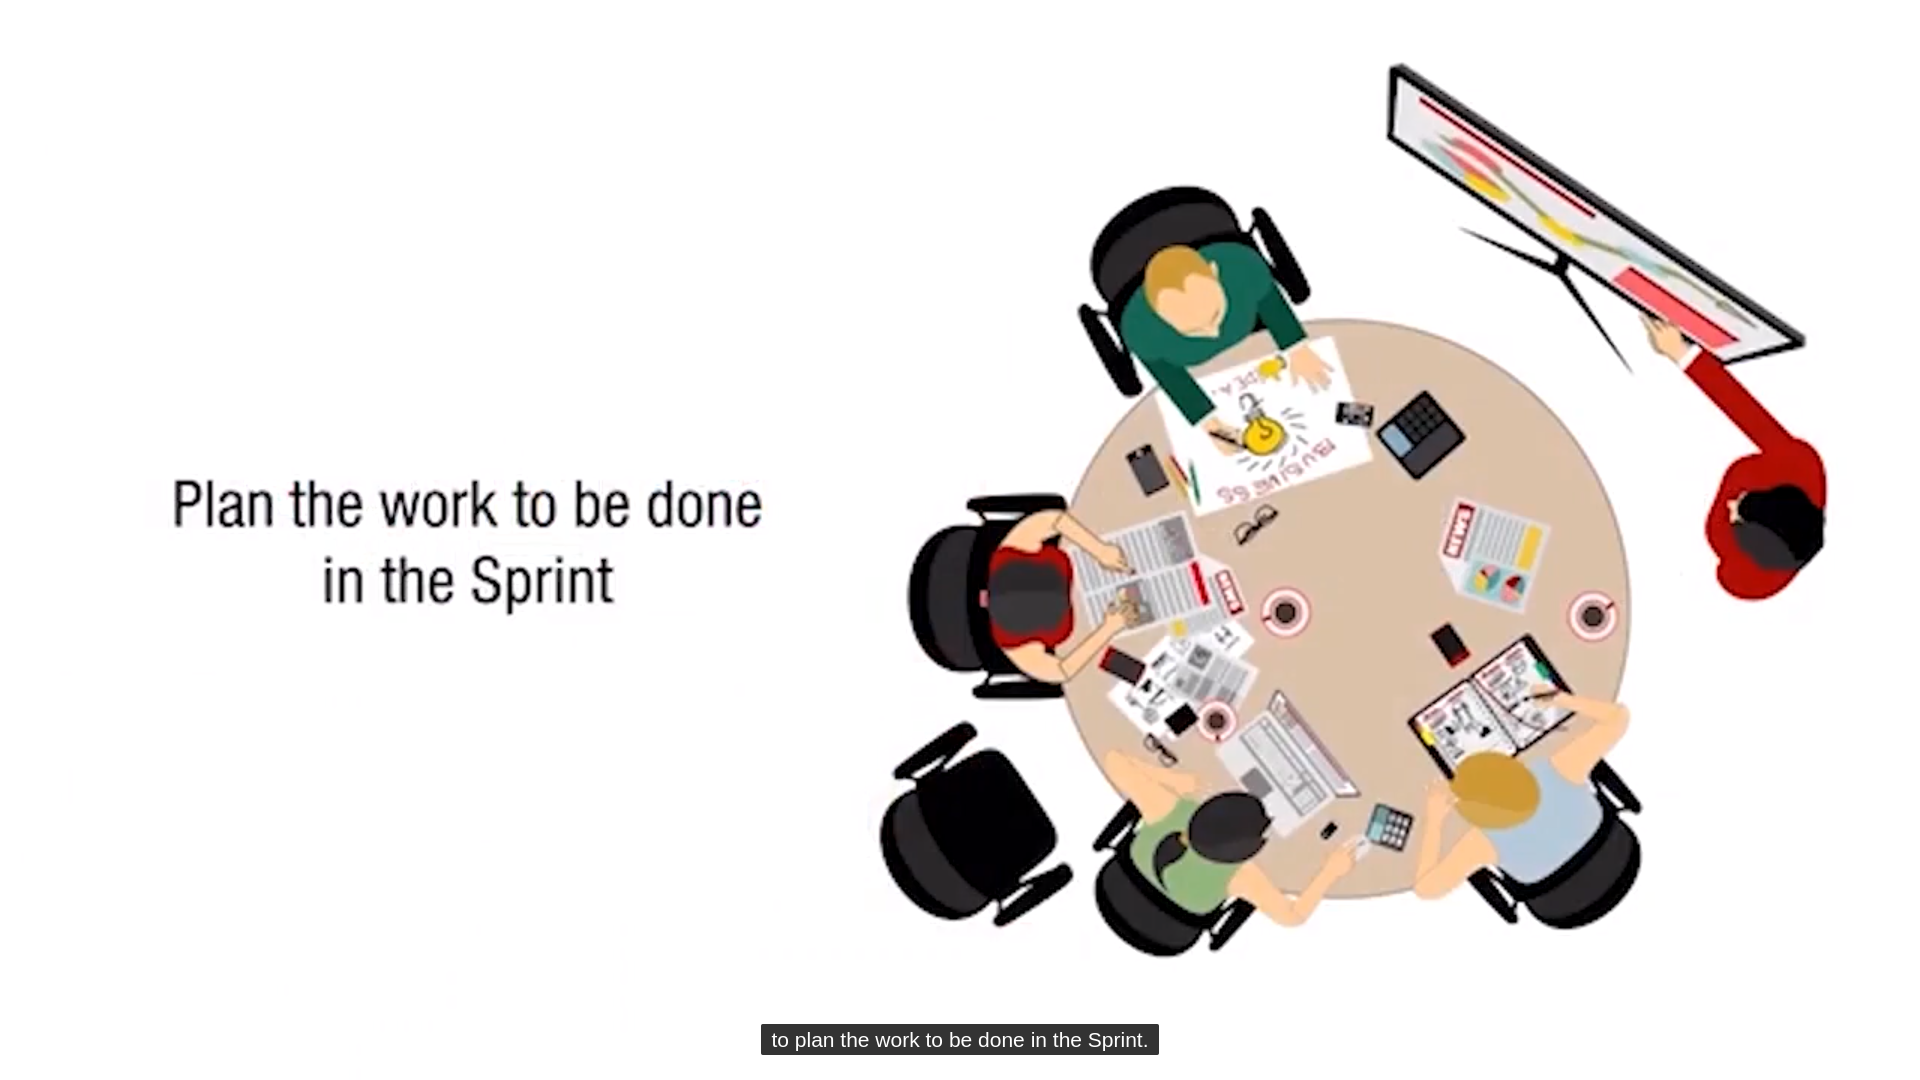 Plan the work to be done
in the Sprint
IDEA
BUSINESS
NEWS
NEWS
to plan the work to be done in the Sprint.